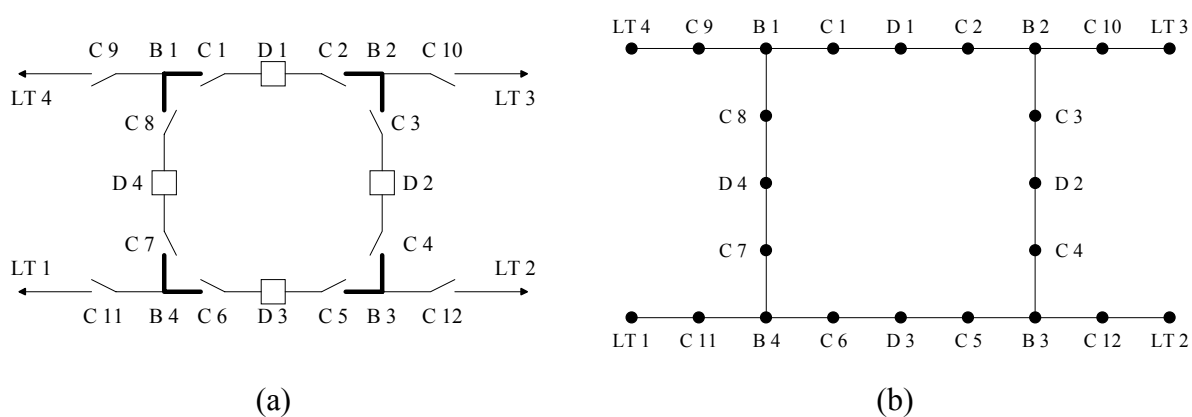 C 9 B 1 C 1 D 1 C 2 B 2 C 10
LT 4 LT 3
C 8 C 3
D 4 D 2
C 7 C 4
LT 1 LT 2
C 11 B 4 C 6 D 3 C 5 B 3 C 12
(a)
LT 4 C 9 B 1 C 1 D 1 C 2 B 2 C 10 LT 3
C 8 C 3
D 4 D 2
C 7 C 4
LT 1 C 11 B 4 C 6 D 3 C 5 B 3 C 12 LT 2
(b)